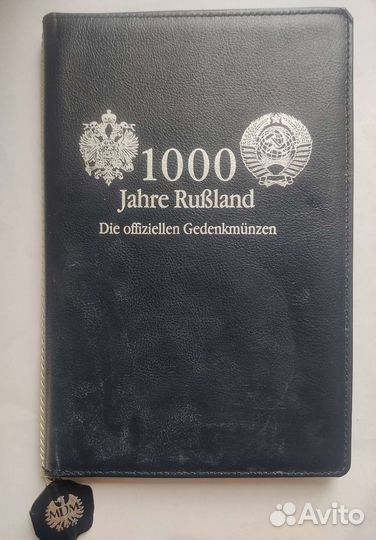 1000
Jahre Rußland
Die offiziellen Gedenkmünzen
MDM
Avito